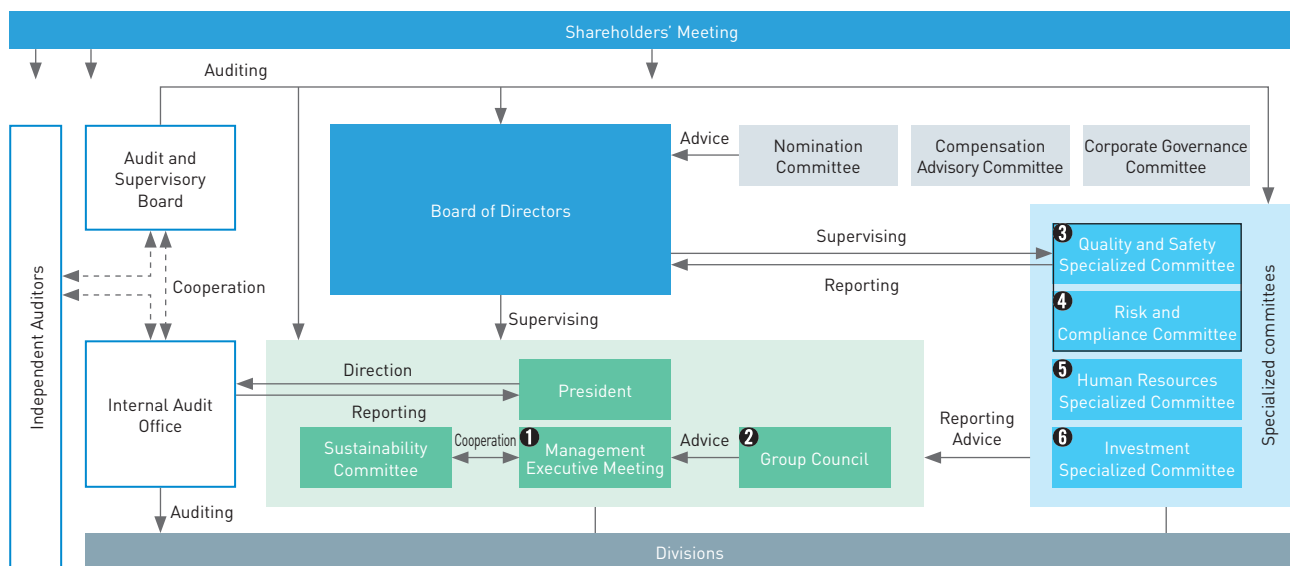 Shareholders’ Meeting
Auditing
Independent Auditors
Audit and
Supervisory
Board
Board of Directors
Advice
Nomination
Committee
Compensation
Advisory Committee
Corporate Governance
Committee
Cooperation
Supervising
Reporting
3
Quality and Safety
Specialized Committee
4
Risk and
Compliance Committee
5
Human Resources
Specialized Committee
6
Investment
Specialized Committee
Specialized committees
Supervising
Internal Audit
Office
Direction
Reporting
President
Sustainability
Committee
Cooperation
1
Management
Executive Meeting
Advice
2
Group Council
Reporting
Advice
Auditing
Divisions